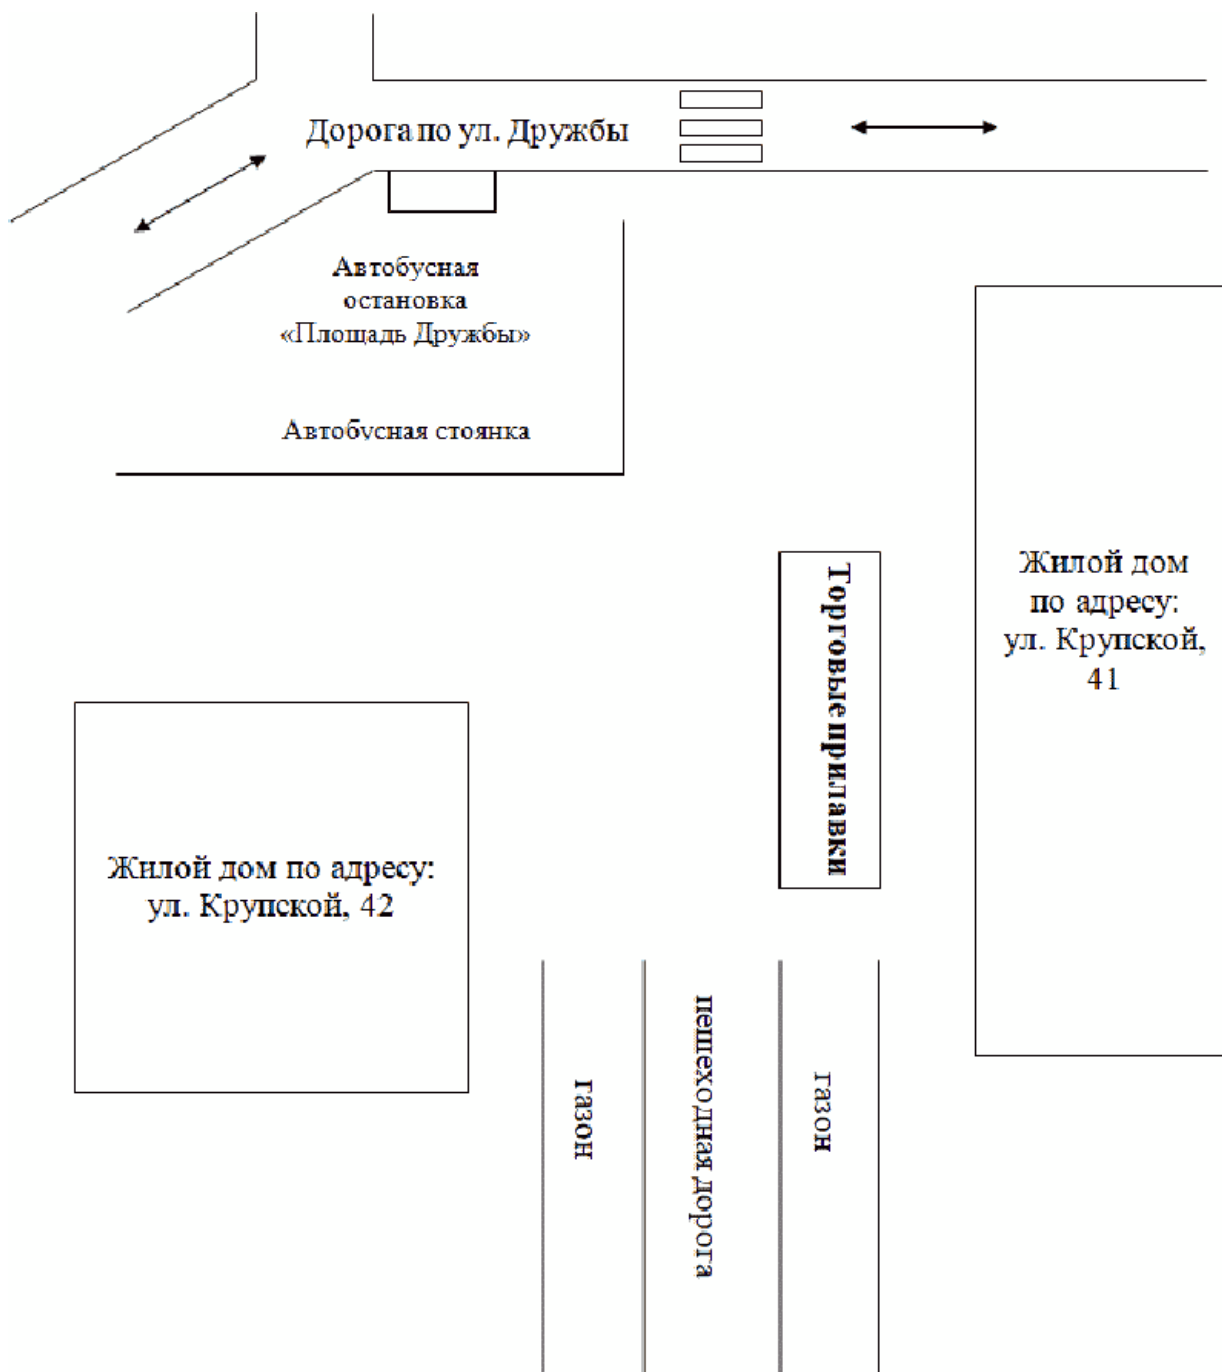 Дорога по ул. Дружбы
Автобусная
остановка
«Площадь Дружбы»
Автобусная стоянка
Торговые прилавки
Жилой дом
по адресу:
ул. Крупской,
41
Жилой дом по адресу:
ул. Крупской, 42
газон
пешеходная дорога
газон